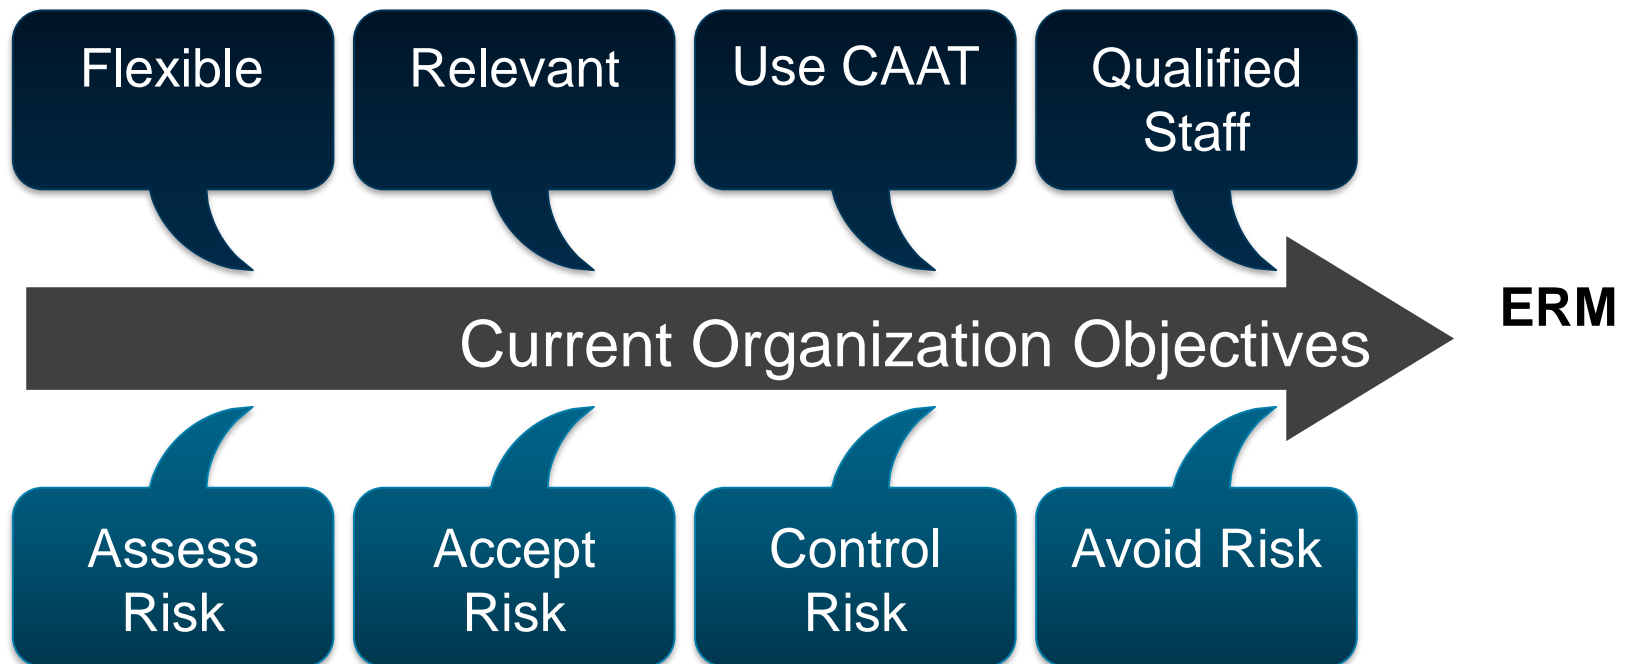 Flexible
Relevant
Use CAAT
Qualified
Staff
Current Organization Objectives
ERM
Assess
Risk
Accept
Risk
Control
Risk
Avoid Risk